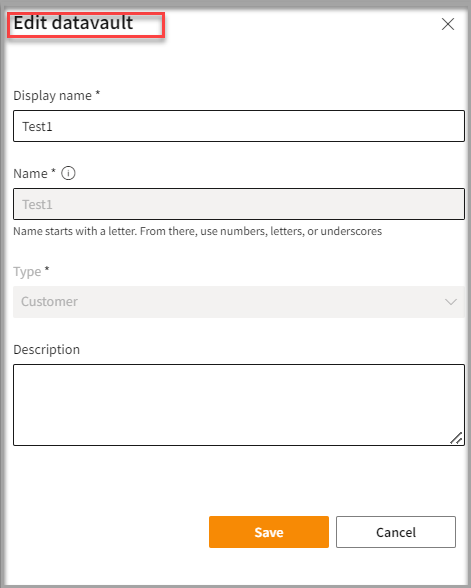 Edit datavault
Display name *
Test1
Name *
Test1
Name starts with a letter. From there, use numbers, letters, or underscores
Type *
Customer
Description
Save
Cancel